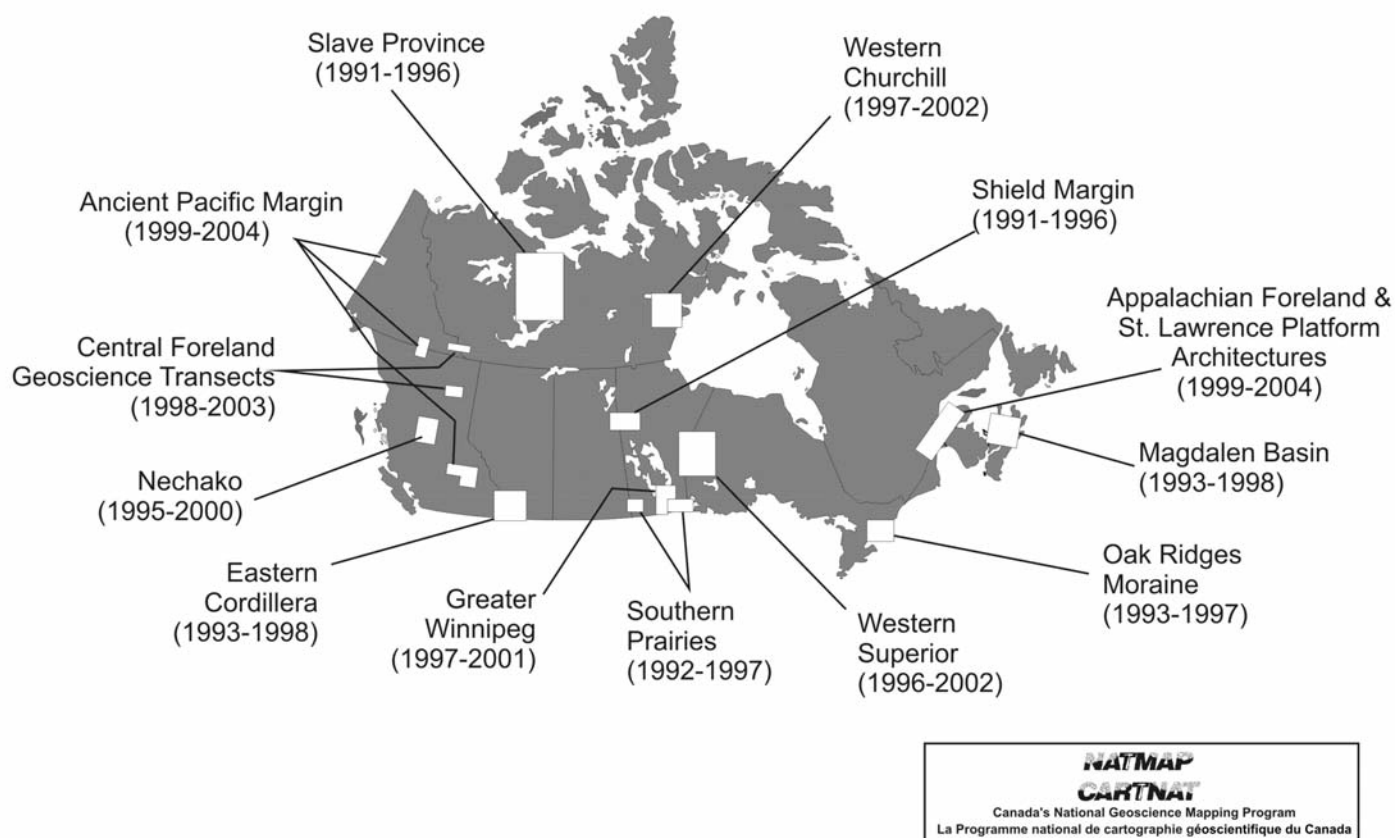 Slave Province
(1991-1996)
Western
Churchill
(1997-2002)
Ancient Pacific Margin
(1999-2004)
Shield Margin
(1991-1996)
Appalachian Foreland &
St. Lawrence Platform
Architectures
(1999-2004)
Central Foreland
Geoscience Transects
(1998-2003)
Magdalen Basin
(1993-1998)
Nechako
(1995-2000)
Oak Ridges
Moraine
(1993-1997)
Eastern
Cordillera
(1993-1998)
Greater
Winnipeg
(1997-2001)
Southern
Prairies
(1992-1997)
Western
Superior
(1996-2002)
NATMAP
CARTNAT
Canada's National Geoscience Mapping Program
La Programme national de cartographie géoscientifique du Canada